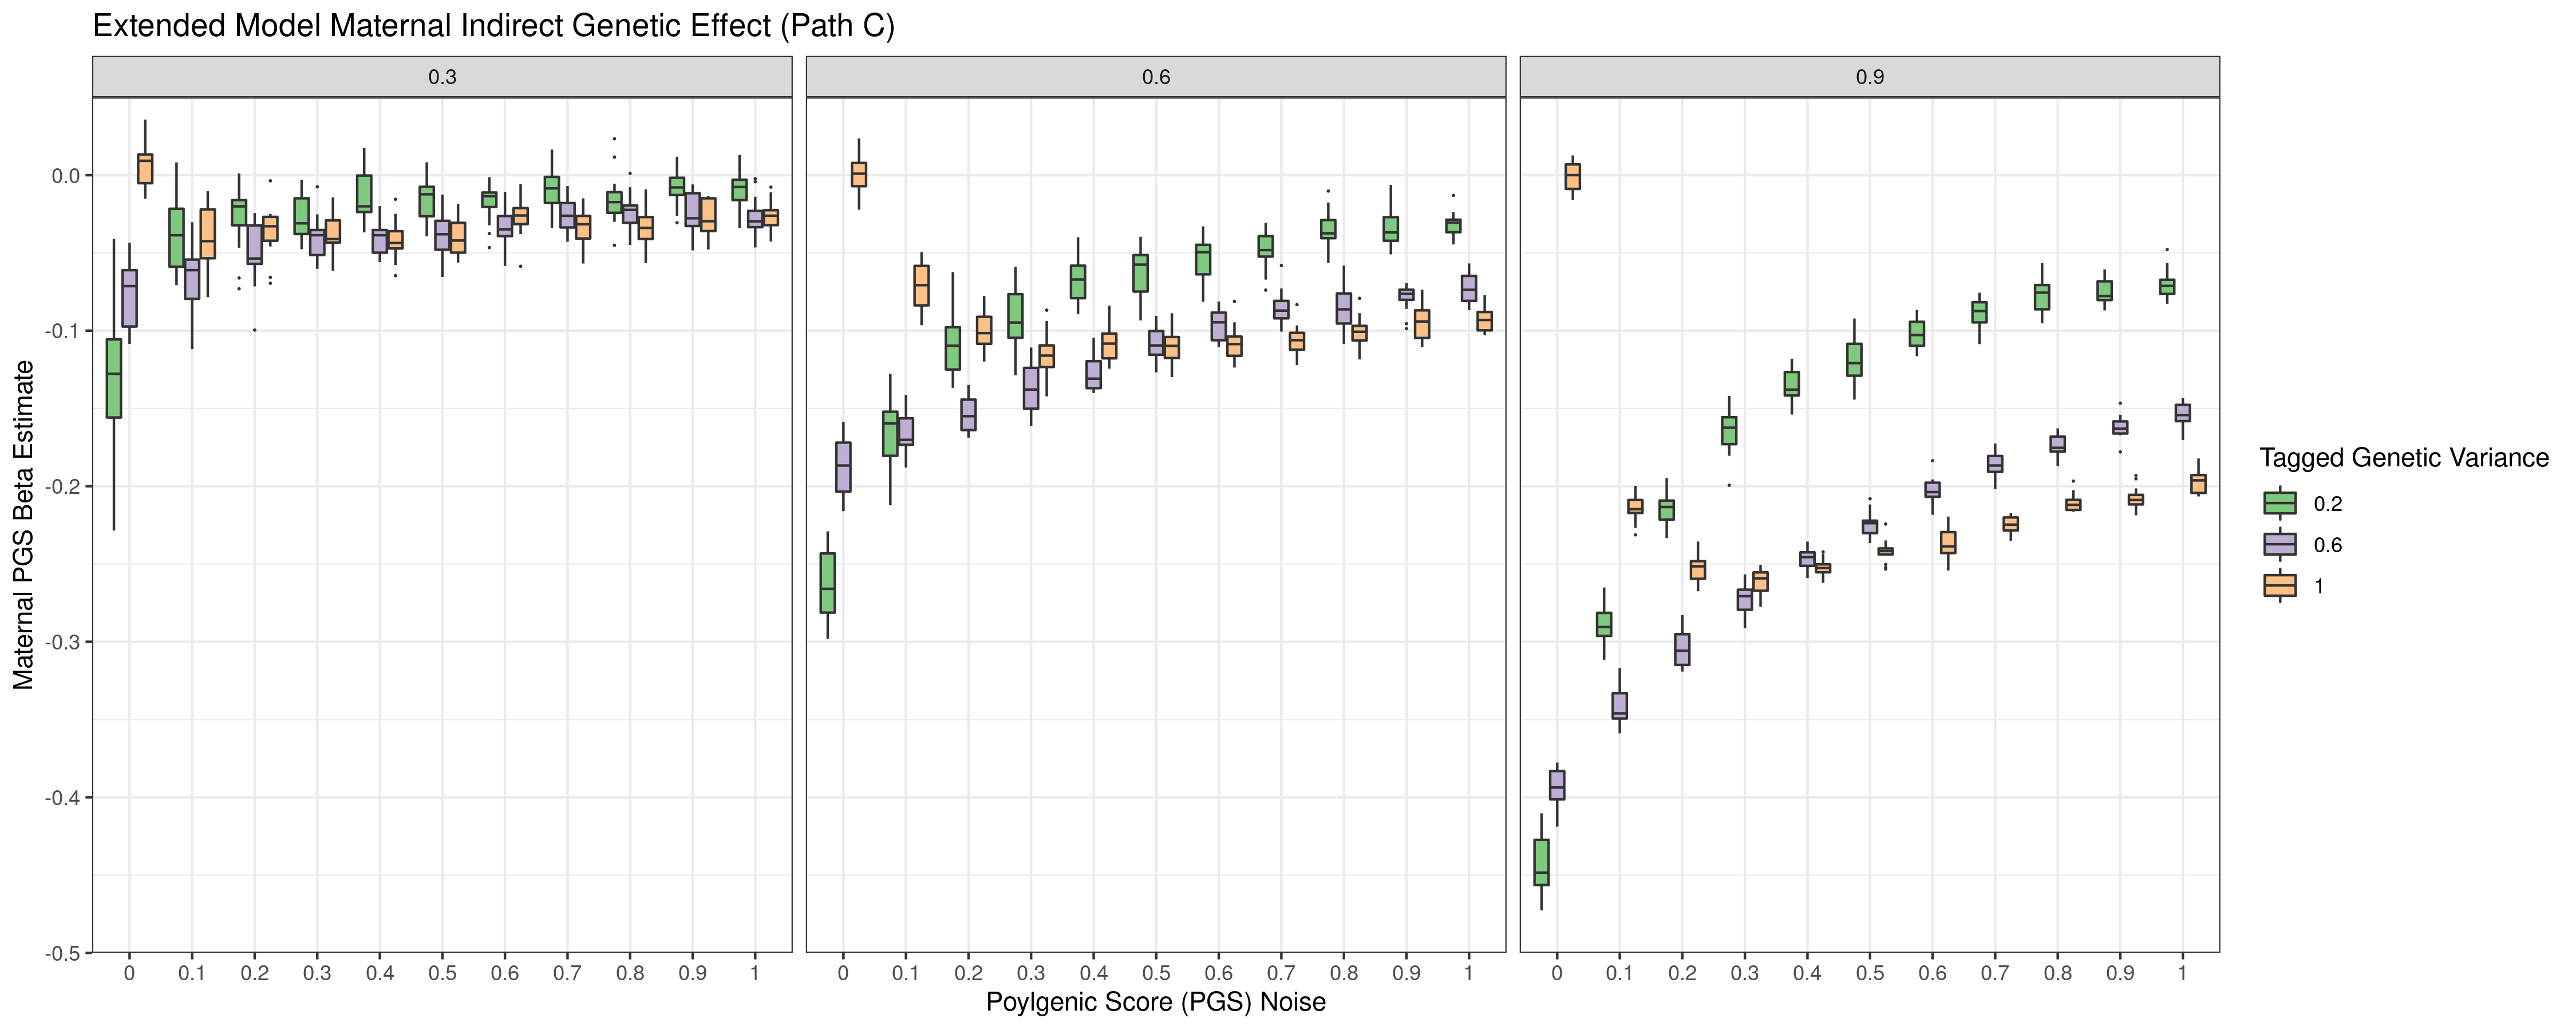 Extended Model Maternal Indirect Genetic Effect (Path C)
0.3 0.6 0.9
Maternal PGS Beta Estimate
0.0
-0.1
-0.2
-0.3
-0.4
-0.5
0 0.1 0.2 0.3 0.4 0.5 0.6 0.7 0.8 0.9 1 0 0.1 0.2 0.3 0.4 0.5 0.6 0.7 0.8 0.9 1 0 0.1 0.2 0.3 0.4 0.5 0.6 0.7 0.8 0.9 1
Poylgenic Score (PGS) Noise
Tagged Genetic Variance
0.2
0.6
1